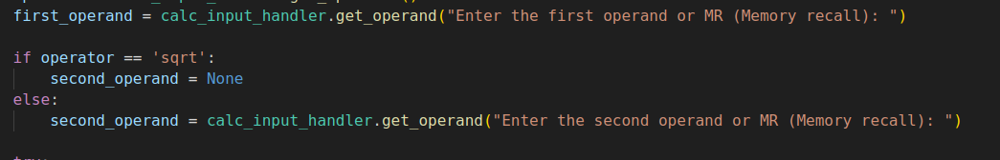 first_operand = calc_input_handler.get_operand("Enter the first operand or MR (Memory recall): ")
if operator == 'sqrt':
    second_operand = None
else:
    second_operand = calc_input_handler.get_operand("Enter the second operand or MR (Memory recall): ")